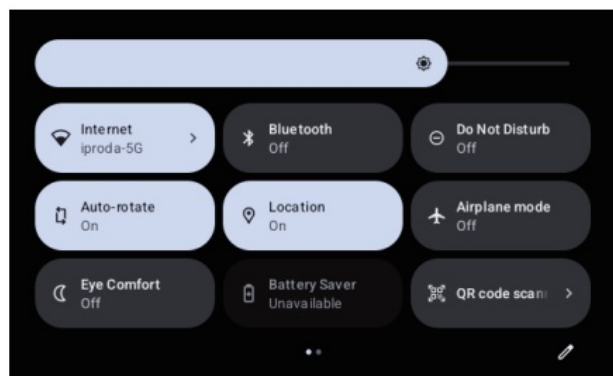 Internet
iproda-5G
Bluetooth
Off
Do Not Disturb
Off
Auto-rotate
On
Location
On
Airplane mode
Off
Eye Comfort
Off
Battery Saver
Unavailable
QR code scan